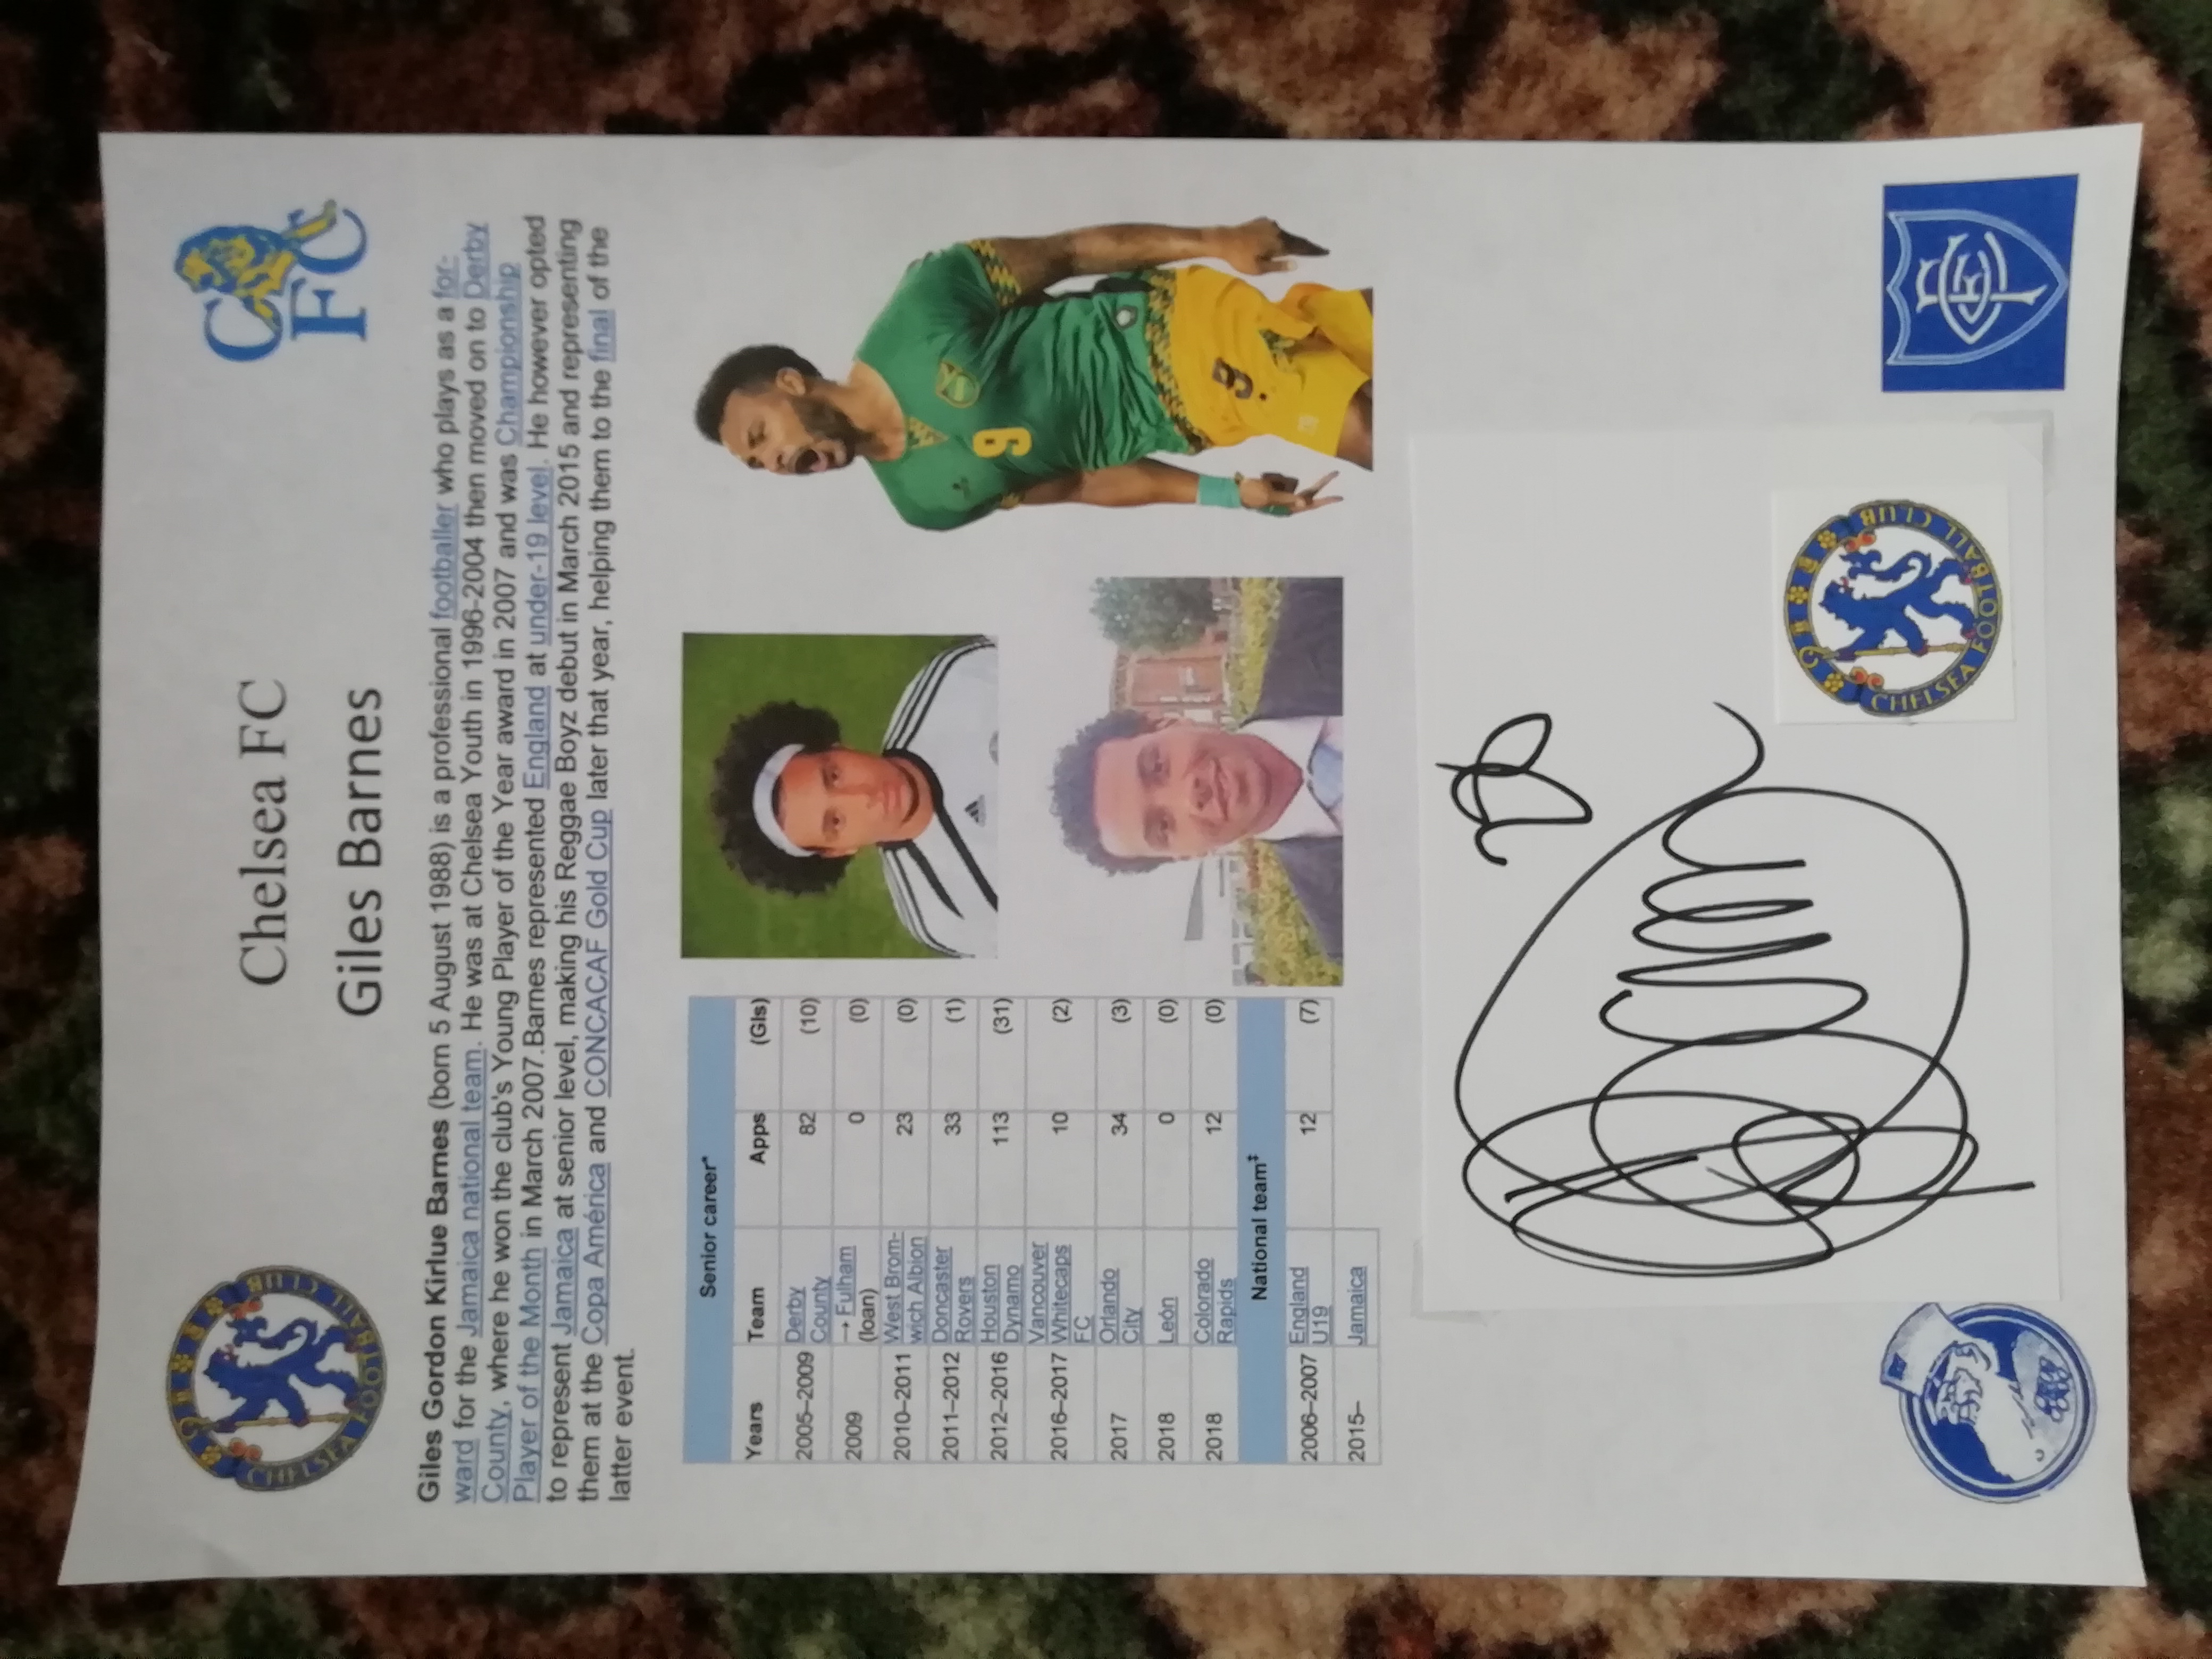 Chelsea FC
Giles Barnes
CHELSEA FOOTBALL CLUB
CFC
Giles Gordon Kirlue Barnes (born 5 August 1988) is a professional footballer who plays as a for-
ward for the Jamaica national team. He was at Chelsea Youth in 1996-2004 then moved on to Derby
County, where he won the club's Young Player of the Year award in 2007 and was Championship
Player of the Month in March 2007.Barnes represented England at under-19 level. He however opted
to represent Jamaica at senior level, making his Reggae Boyz debut in March 2015 and representing
them at the Copa América and CONCACAF Gold Cup later that year, helping them to the final of the
latter event.
Senior career*
Years Team Apps (Gls)
2005–2009 Derby County 82 (10)
2009 → Fulham (loan) 0 (0)
2010–2011 West Brom-
wich Albion 23 (0)
2011–2012 Doncaster Rovers 33 (1)
2012–2016 Houston Dynamo 113 (31)
2016–2017 Vancouver Whitecaps FC 10 (2)
2017 Orlando City 34 (3)
2018 León 0 (0)
2018 Colorado Rapids 12 (0)
National team‡
2006–2007 England U19 12 (7)
2015– Jamaica
9
9
CHELSEA FOOTBALL CLUB